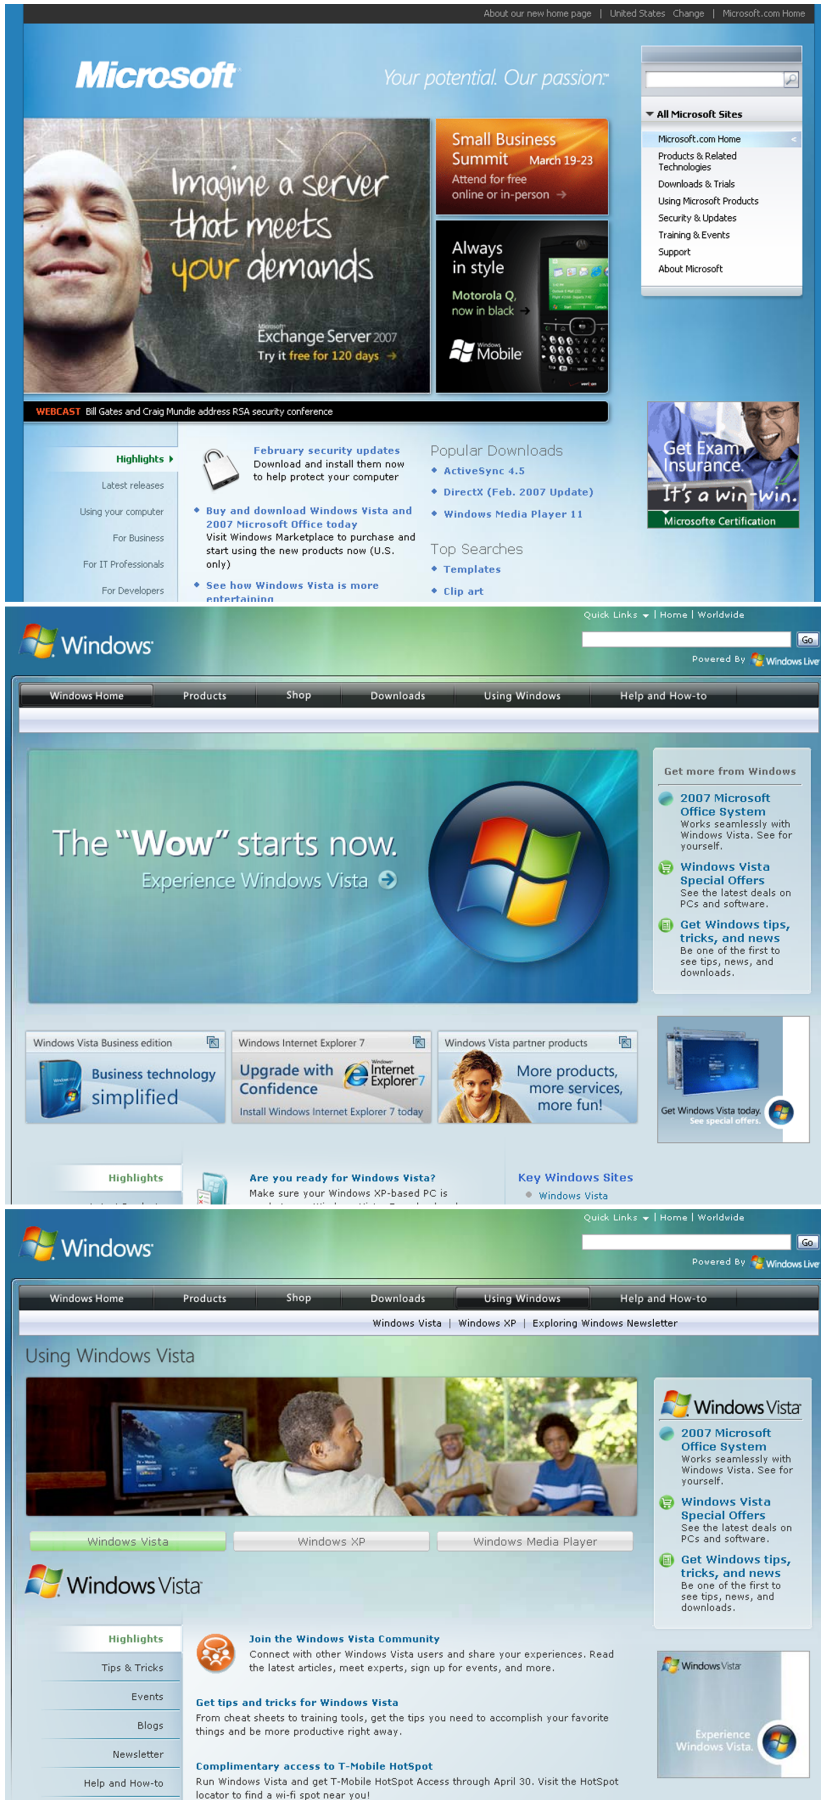 About our new home page | United States Change | Microsoft.com Home
Microsoft
Your potential. Our passion.™
All Microsoft Sites
Microsoft.com Home <
Products & Related
Technologies
Downloads & Trials
Using Microsoft Products
Security & Updates
Training & Events
Support
About Microsoft
Imagine a server
that meets
your demands
Microsoft
Exchange Server 2007
Try it free for 120 days →
Small Business
Summit March 19-23
Attend for free
online or in-person →
Always
in style
Motorola Q,
now in black →
Windows
Mobile
verizon
WEBCAST Bill Gates and Craig Mundie address RSA security conference
Get Exam
Insurance.
It's a win-win.
Microsoft® Certification
Highlights
Latest releases
Using your computer
For Business
For IT Professionals
For Developers
February security updates
Download and install them now
to help protect your computer
Buy and download Windows Vista and
2007 Microsoft Office today
Visit Windows Marketplace to purchase and
start using the new products now (U.S.
only)
See how Windows Vista is more
entertaining
Popular Downloads
ActiveSync 4.5
DirectX (Feb. 2007 Update)
Windows Media Player 11
Top Searches
Templates
Clip art
Windows
Quick Links | Home | Worldwide
Go
Powered By Windows Live
Windows Home Products Shop Downloads Using Windows Help and How-to
The “Wow” starts now.
Experience Windows Vista
Get more from Windows
2007 Microsoft
Office System
Works seamlessly with
Windows Vista. See for
yourself.
Windows Vista
Special Offers
See the latest deals on
PCs and software.
Get Windows tips,
tricks, and news
Be one of the first to
see tips, news, and
downloads.
Windows Vista Business edition
Business technology
simplified
Windows Internet Explorer 7
Upgrade with
Confidence
Windows
Internet
Explorer 7
Install Windows Internet Explorer 7 today
Windows Vista partner products
More products,
more services,
more fun!
Get Windows Vista today.
See special offers.
Highlights
Are you ready for Windows Vista?
Make sure your Windows XP-based PC is
Key Windows Sites
Windows Vista
Windows
Quick Links | Home | Worldwide
Go
Powered By Windows Live
Windows Home Products Shop Downloads Using Windows Help and How-to
Windows Vista | Windows XP | Exploring Windows Newsletter
Using Windows Vista
Windows Vista
2007 Microsoft
Office System
Works seamlessly with
Windows Vista. See for
yourself.
Windows Vista
Special Offers
See the latest deals on
PCs and software.
Get Windows tips,
tricks, and news
Be one of the first to
see tips, news, and
downloads.
Windows Vista Windows XP Windows Media Player
Windows Vista
Highlights
Tips & Tricks
Events
Blogs
Newsletter
Help and How-to
Join the Windows Vista Community
Connect with other Windows Vista users and share your experiences. Read
the latest articles, meet experts, sign up for events, and more.
Get tips and tricks for Windows Vista
From cheat sheets to training tools, get the tips you need to accomplish your favorite
things and be more productive right away.
Complimentary access to T-Mobile HotSpot
Run Windows Vista and get T-Mobile HotSpot Access through April 30. Visit the HotSpot
locator to find a wi-fi spot near you!
Windows Vista
Experience
Windows Vista.